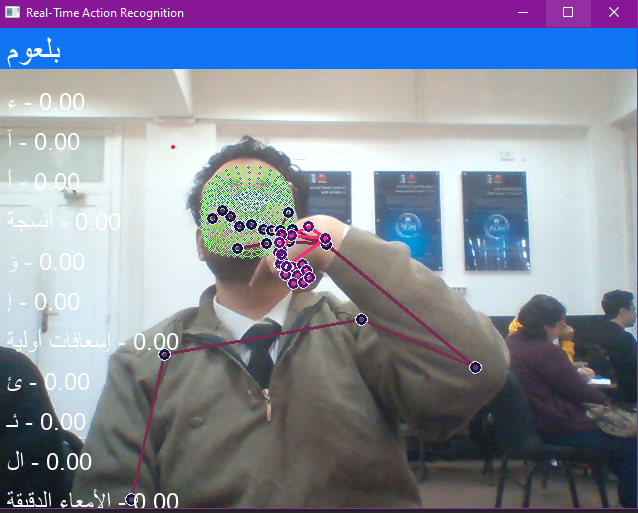 Real-Time Action Recognition
بلعوم
ء - 0.00
آ - 0.00
أ - 0.00
أنسجة - 0.00
ؤ - 0.00
إ - 0.00
إسعافات أولية - 0.00
ئ - 0.00
ئـ - 0.00
ال - 0.00
الأمعاء الدقيقة - 0.00